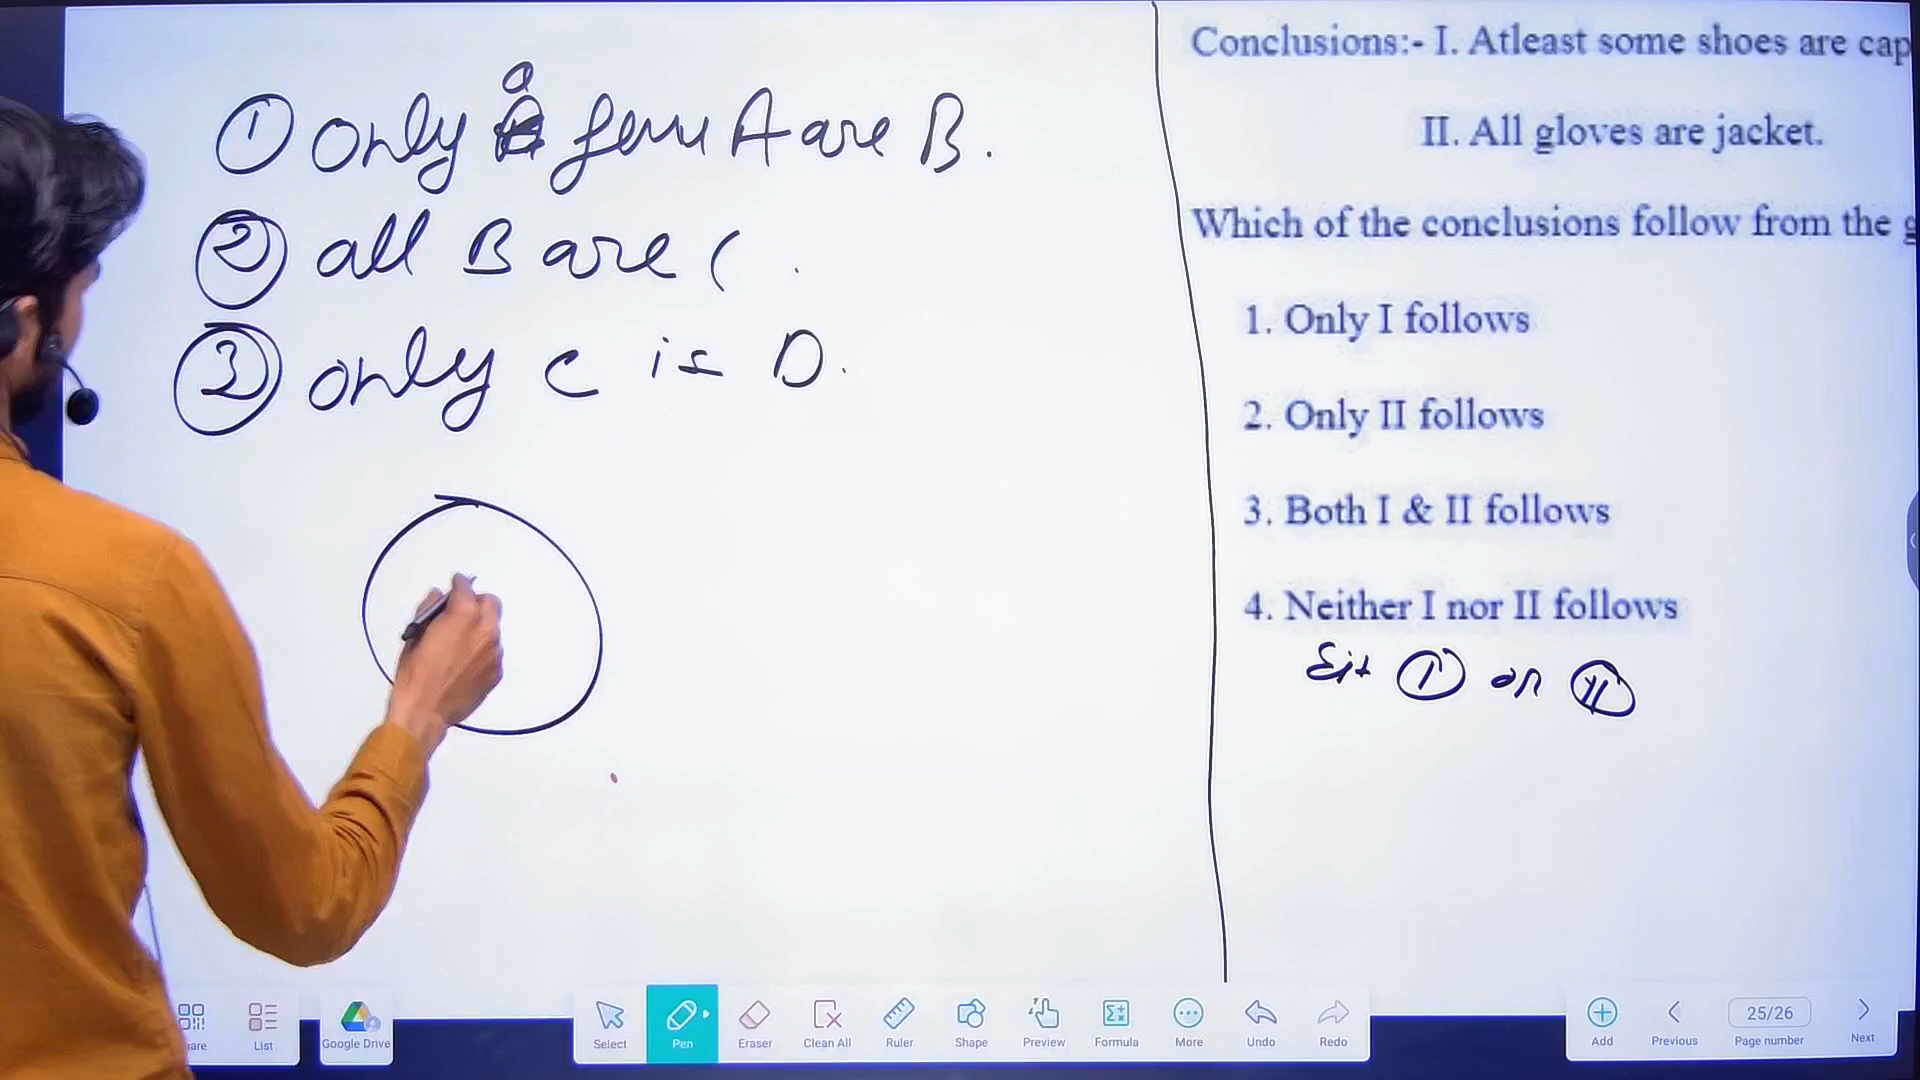 ① Only a few A are B.
② all B are C.
③ only C is D.
Conclusions:- I. Atleast some shoes are cap
II. All gloves are jacket.
Which of the conclusions follow from the g
1. Only I follows
2. Only II follows
3. Both I & II follows
4. Neither I nor II follows
Eit Ⓘ or Ⅱ
are
List
Google Drive
Select
Pen
Eraser
Clean All
Ruler
Shape
Preview
Formula
More
Undo
Redo
Add
Previous
25/26
Page number
Next